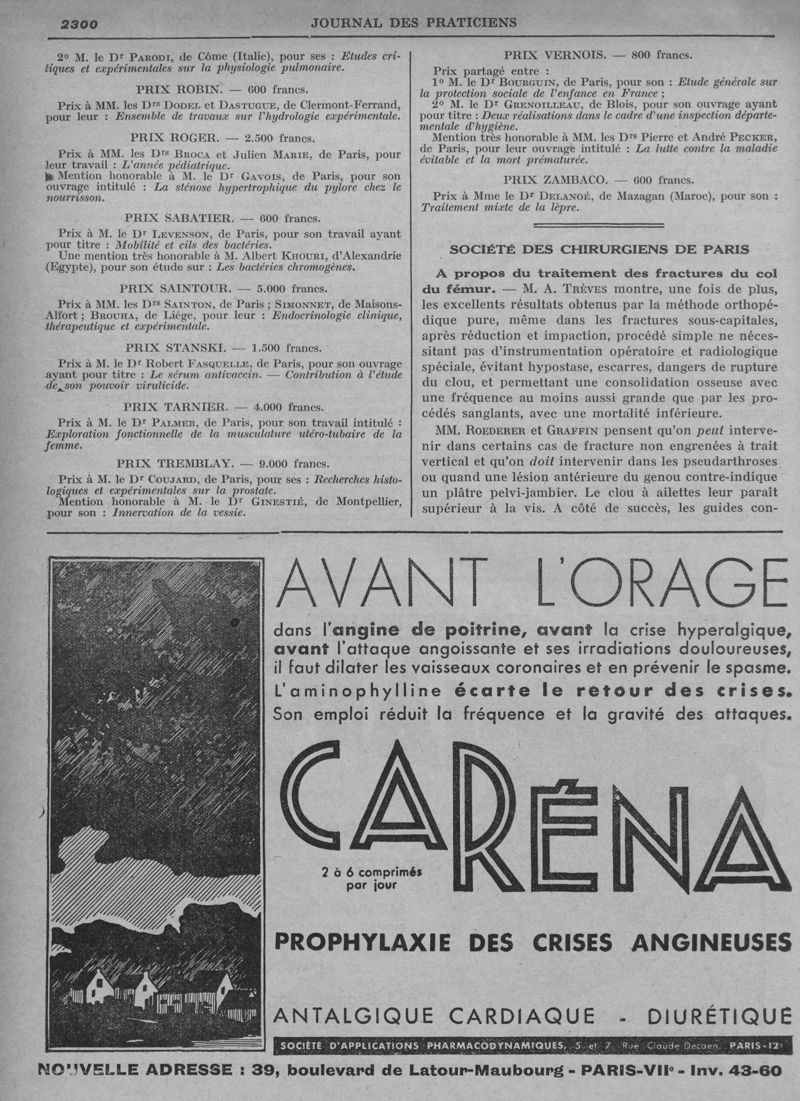 2300
JOURNAL DES PRATICIENS
2º M. le Dr PARODI, de Côme (Italie), pour ses : Etudes cri-
tiques et expérimentales sur la physiologie pulmonaire.
PRIX ROBIN. — 600 francs.
Prix à MM. les Drs DODEL et DASTUGUE, de Clermont-Ferrand,
pour leur : Ensemble de travaux sur l'hydrologie expérimentale.
PRIX ROGER. — 2.500 francs.
Prix à MM. les Drs BROCA et Julien MARIE, de Paris, pour
leur travail : L'année pédiatrique.
Mention honorable à M. le Dr GAVOIS, de Paris, pour son
ouvrage intitulé : La sténose hypertrophique du pylore chez le
nourrisson.
PRIX SABATIER. — 600 francs.
Prix à M. le Dr LEVENSON, de Paris, pour son travail ayant
pour titre : Mobilité et cils des bactéries.
Une mention très honorable à M. Albert KHOURI, d'Alexandrie
(Egypte), pour son étude sur : Les bactéries chromogènes.
PRIX SAINTOUR. — 5.000 francs.
Prix à MM. les Drs SAINTON, de Paris ; SIMONNET, de Maisons-
Alfort ; BROUHA, de Liége, pour leur : Endocrinologie clinique,
thérapeutique et expérimentale.
PRIX STANSKI. — 1.500 francs.
Prix à M. le Dr Robert FASQUELLE, de Paris, pour son ouvrage
ayant pour titre : Le sérum antivaccin. — Contribution à l'étude
de son pouvoir virulicide.
PRIX TARNIER. — 4.000 francs.
Prix à M. le Dr PALMER, de Paris, pour son travail intitulé :
Exploration fonctionnelle de la musculature utéro-tubaire de la
femme.
PRIX TREMBLAY. — 9.000 francs.
Prix à M. le Dr COUJARD, de Paris, pour ses : Recherches histo-
logiques et expérimentales sur la prostate.
Mention honorable à M. le Dr GINESTIÉ, de Montpellier,
pour son : Innervation de la vessie.
PRIX VERNOIS. — 800 francs.
Prix partagé entre :
1º M. le Dr BOURGUIN, de Paris, pour son : Etude générale sur
la protection sociale de l'enfance en France ;
2º M. le Dr GRENOILLEAU, de Blois, pour son ouvrage ayant
pour titre : Deux réalisations dans le cadre d'une inspection départe-
mentale d'hygiène.
Mention très honorable à MM. les Drs Pierre et André PECKER,
de Paris, pour leur ouvrage intitulé : La lutte contre la maladie
évitable et la mort prématurée.
PRIX ZAMBACO. — 600 francs.
Prix à Mme le Dr DELANOÉ, de Mazagan (Maroc), pour son :
Traitement mixte de la lèpre.
SOCIÉTÉ DES CHIRURGIENS DE PARIS
A propos du traitement des fractures du col
du fémur. — M. A. TRÈVES montre, une fois de plus,
les excellents résultats obtenus par la méthode orthopé-
dique pure, même dans les fractures sous-capitales,
après réduction et impaction, procédé simple ne néces-
sitant pas d'instrumentation opératoire et radiologique
spéciale, évitant hypostase, escarres, dangers de rupture
du clou, et permettant une consolidation osseuse avec
une fréquence au moins aussi grande que par les pro-
cédés sanglants, avec une mortalité inférieure.
MM. ROEDERER et GRAFFIN pensent qu'on peut interve-
nir dans certains cas de fracture non engrenées à trait
vertical et qu'on doit intervenir dans les pseudarthroses
ou quand une lésion antérieure du genou contre-indique
un plâtre pelvi-jambier. Le clou à ailettes leur paraît
supérieur à la vis. A côté de succès, les guides con-
AVANT L'ORAGE
dans l'angine de poitrine, avant la crise hyperalgique,
avant l'attaque angoissante et ses irradiations douloureuses,
il faut dilater les vaisseaux coronaires et en prévenir le spasme.
L'aminophylline écarte le retour des crises.
Son emploi réduit la fréquence et la gravité des attaques.
CARÉNA
2 à 6 comprimés
par jour
PROPHYLAXIE DES CRISES ANGINEUSES
ANTALGIQUE CARDIAQUE - DIURÉTIQUE
SOCIÉTÉ D'APPLICATIONS PHARMACODYNAMIQUES, 5 et 7, Rue Claude Decaen, PARIS-12e
NOUVELLE ADRESSE : 39, boulevard de Latour-Maubourg - PARIS-VIIe - Inv. 43-60